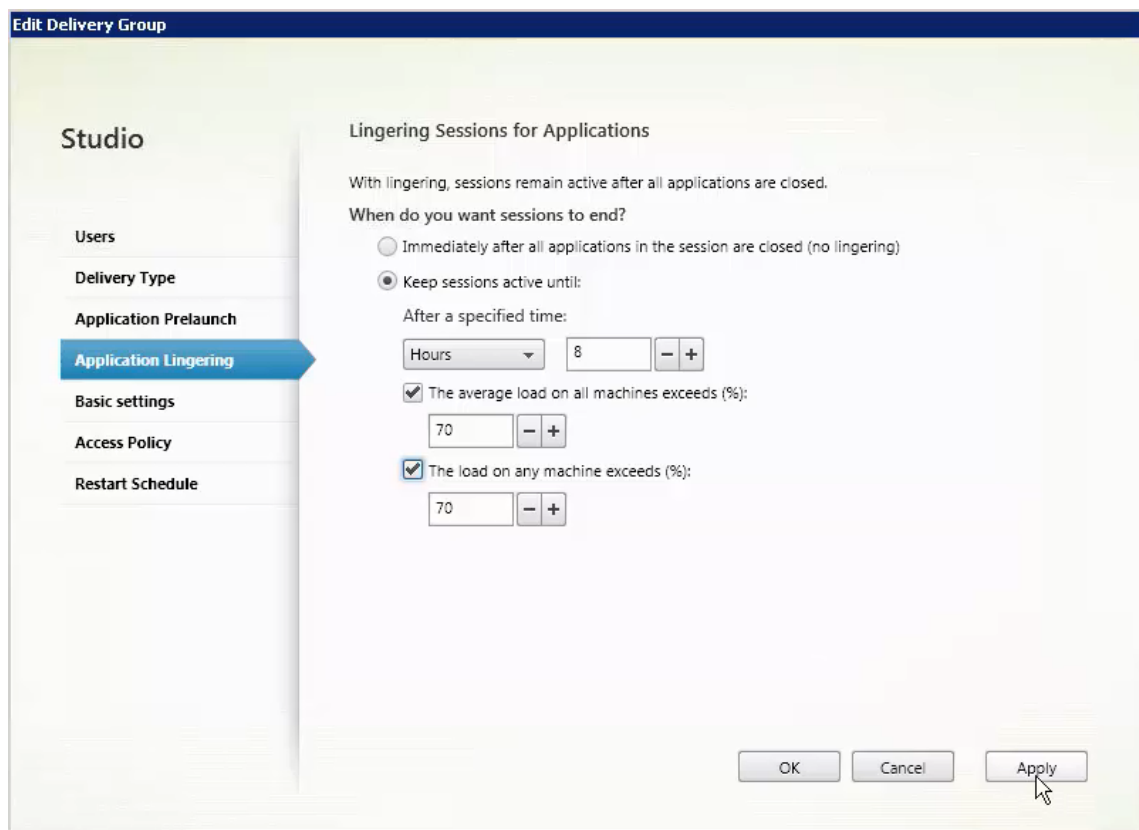 Edit Delivery Group
Studio
Users
Delivery Type
Application Prelaunch
Application Lingering
Basic settings
Access Policy
Restart Schedule
Lingering Sessions for Applications
With lingering, sessions remain active after all applications are closed.
When do you want sessions to end?
Immediately after all applications in the session are closed (no lingering)
Keep sessions active until:
After a specified time:
Hours 8 − +
The average load on all machines exceeds (%):
70 − +
The load on any machine exceeds (%):
70 − +
OK Cancel Apply